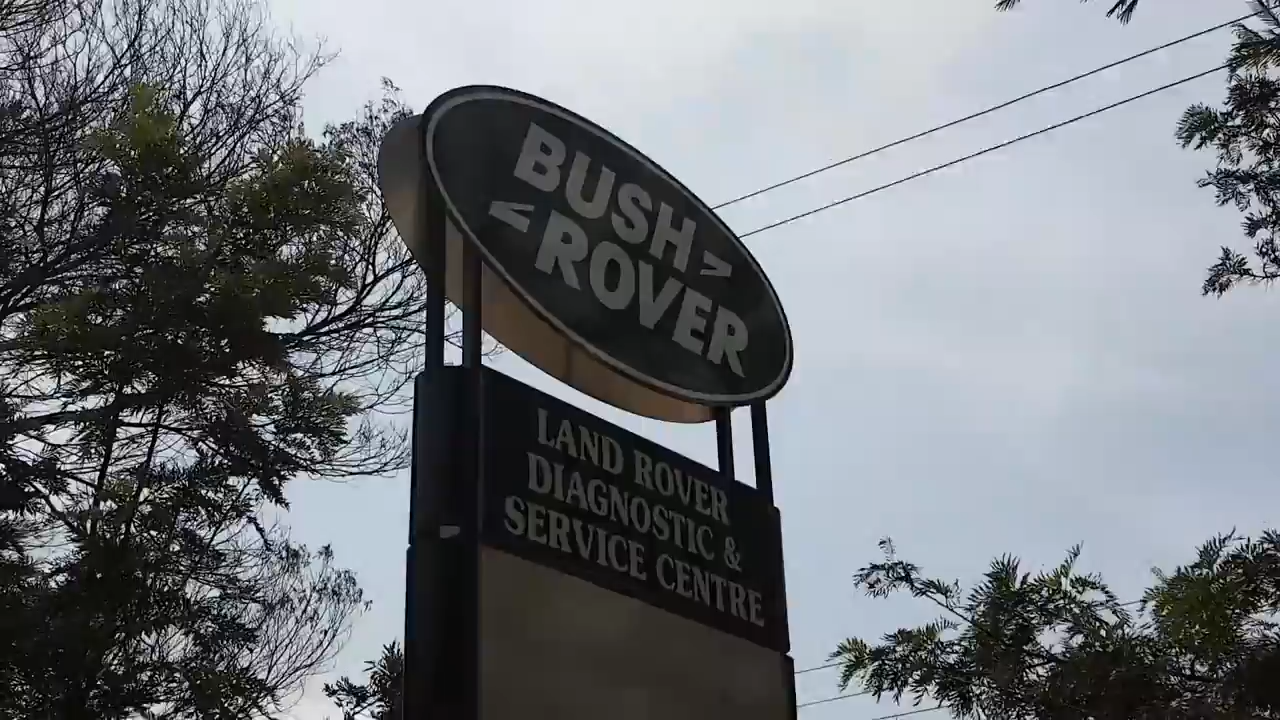 BUSH
ROVER
LAND ROVER
DIAGNOSTIC &
SERVICE CENTRE